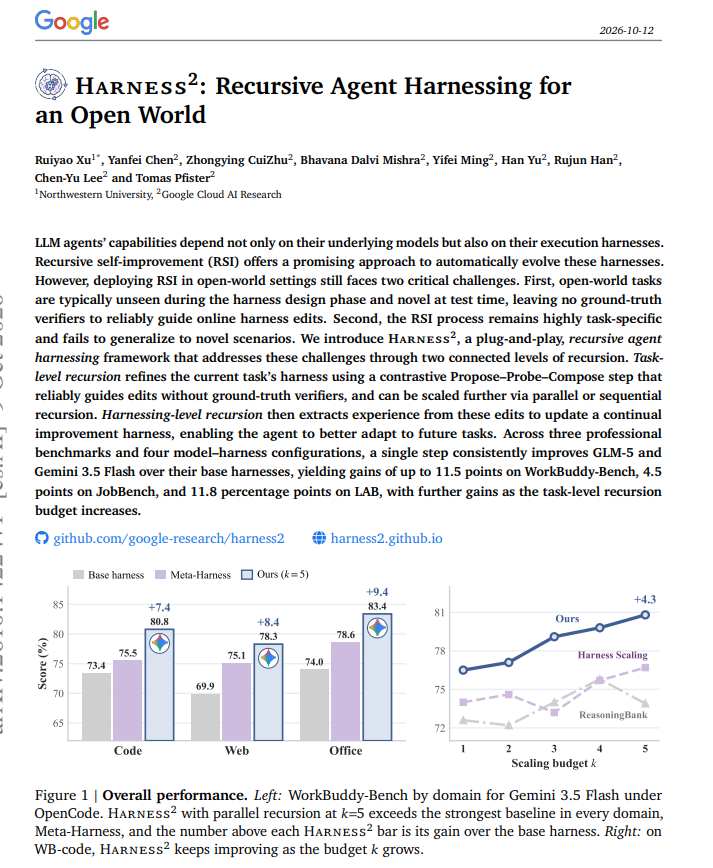 Google
2026-10-12
HARNESS²: Recursive Agent Harnessing for
an Open World
Ruiyao Xu¹*, Yanfei Chen², Zhongying CuiZhu², Bhavana Dalvi Mishra², Yifei Ming², Han Yu², Rujun Han²,
Chen-Yu Lee² and Tomas Pfister²
¹Northwestern University, ²Google Cloud AI Research
LLM agents' capabilities depend not only on their underlying models but also on their execution harnesses.
Recursive self-improvement (RSI) offers a promising approach to automatically evolve these harnesses.
However, deploying RSI in open-world settings still faces two critical challenges. First, open-world tasks
are typically unseen during the harness design phase and novel at test time, leaving no ground-truth
verifiers to reliably guide online harness edits. Second, the RSI process remains highly task-specific
and fails to generalize to novel scenarios. We introduce HARNESS², a plug-and-play, recursive agent
harnessing framework that addresses these challenges through two connected levels of recursion. Task-
level recursion refines the current task's harness using a contrastive Propose–Probe–Compose step that
reliably guides edits without ground-truth verifiers, and can be scaled further via parallel or sequential
recursion. Harnessing-level recursion then extracts experience from these edits to update a continual
improvement harness, enabling the agent to better adapt to future tasks. Across three professional
benchmarks and four model–harness configurations, a single step consistently improves GLM-5 and
Gemini 3.5 Flash over their base harnesses, yielding gains of up to 11.5 points on WorkBuddy-Bench, 4.5
points on JobBench, and 11.8 percentage points on LAB, with further gains as the task-level recursion
budget increases.
github.com/google-research/harness2 harness2.github.io
Base harness Meta-Harness Ours (k=5)
Score (%)
85
80
75
70
65
73.4 75.5 +7.4 80.8
69.9 75.1 +8.4 78.3
74.0 78.6 +9.4 83.4
Code Web Office
81
78
75
72
Ours
+4.3
Harness Scaling
ReasoningBank
1 2 3 4 5
Scaling budget k
Figure 1 | Overall performance. Left: WorkBuddy-Bench by domain for Gemini 3.5 Flash under
OpenCode. HARNESS² with parallel recursion at k=5 exceeds the strongest baseline in every domain,
Meta-Harness, and the number above each HARNESS² bar is its gain over the base harness. Right: on
WB-code, HARNESS² keeps improving as the budget k grows.